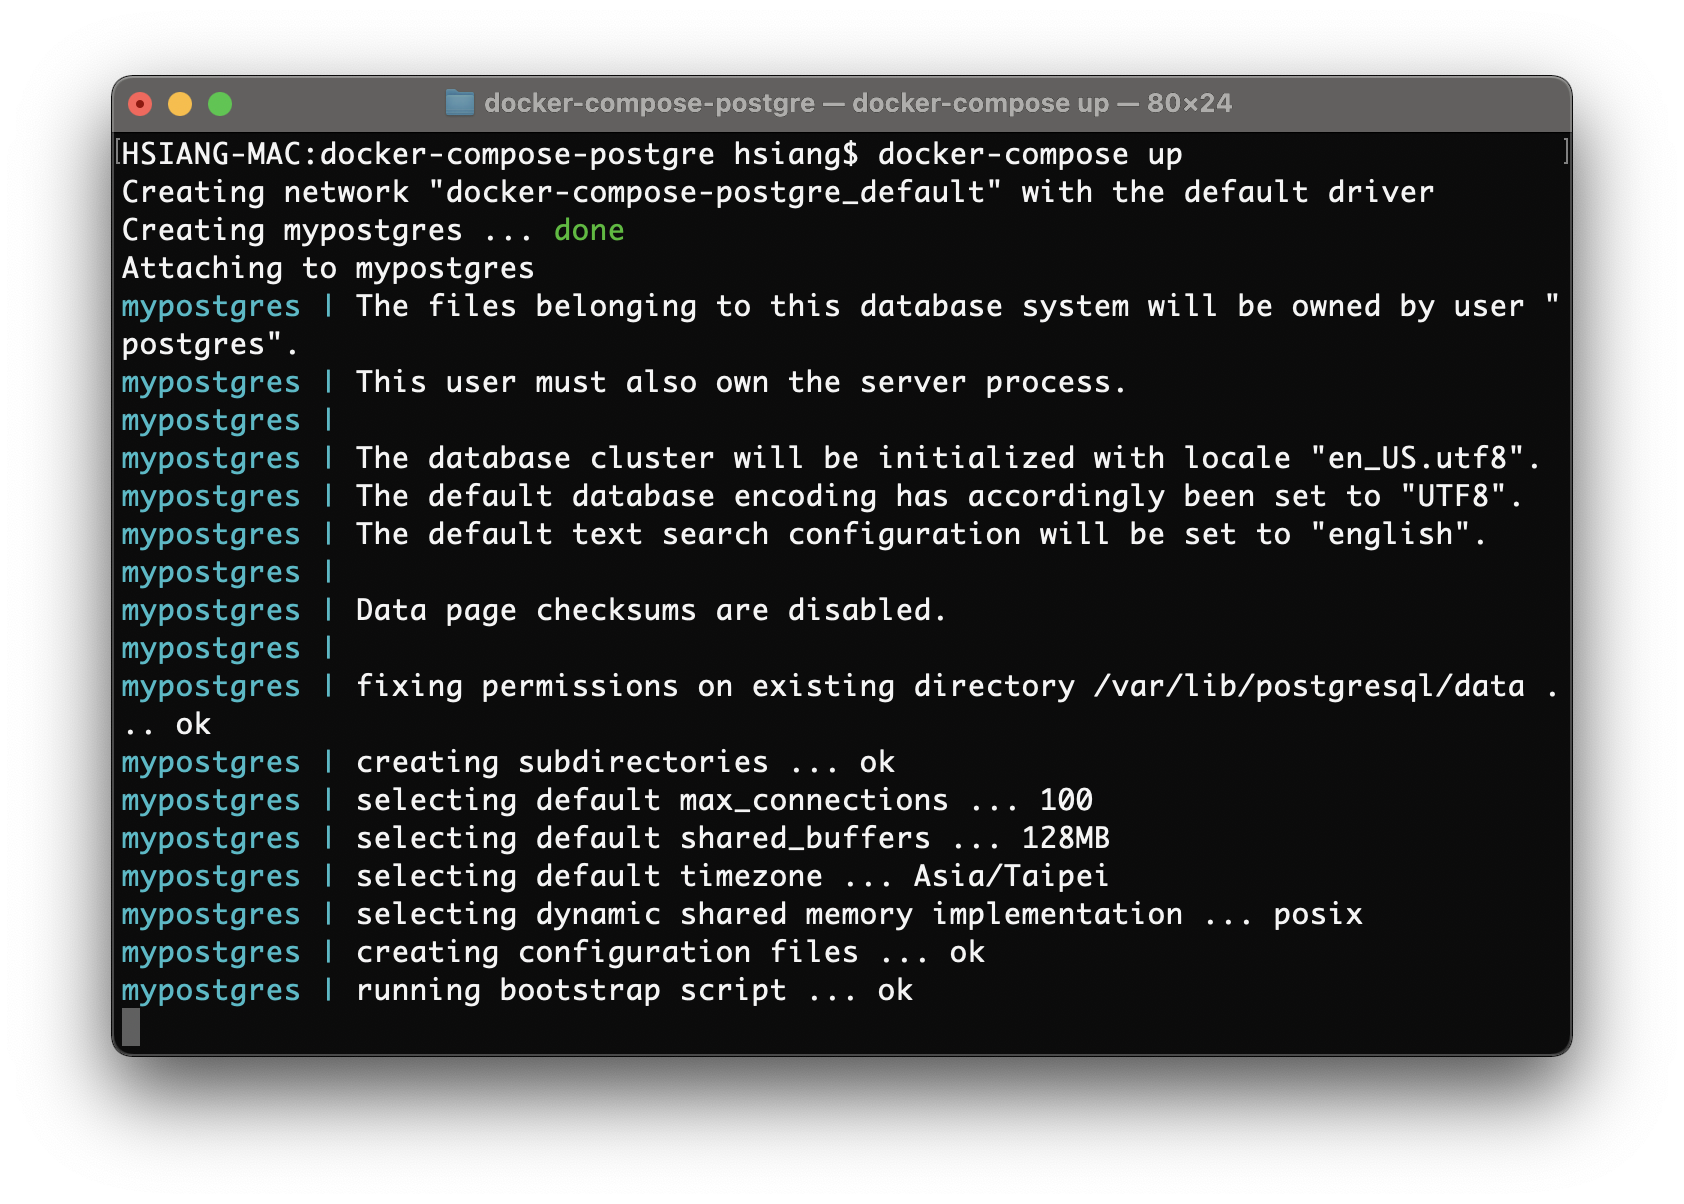 docker-compose-postgre — docker-compose up — 80×24
[HSIANG-MAC:docker-compose-postgre hsiang$ docker-compose up ]
Creating network "docker-compose-postgre_default" with the default driver
Creating mypostgres ... done
Attaching to mypostgres
mypostgres | The files belonging to this database system will be owned by user "
postgres".
mypostgres | This user must also own the server process.
mypostgres |
mypostgres | The database cluster will be initialized with locale "en_US.utf8".
mypostgres | The default database encoding has accordingly been set to "UTF8".
mypostgres | The default text search configuration will be set to "english".
mypostgres |
mypostgres | Data page checksums are disabled.
mypostgres |
mypostgres | fixing permissions on existing directory /var/lib/postgresql/data .
.. ok
mypostgres | creating subdirectories ... ok
mypostgres | selecting default max_connections ... 100
mypostgres | selecting default shared_buffers ... 128MB
mypostgres | selecting default timezone ... Asia/Taipei
mypostgres | selecting dynamic shared memory implementation ... posix
mypostgres | creating configuration files ... ok
mypostgres | running bootstrap script ... ok